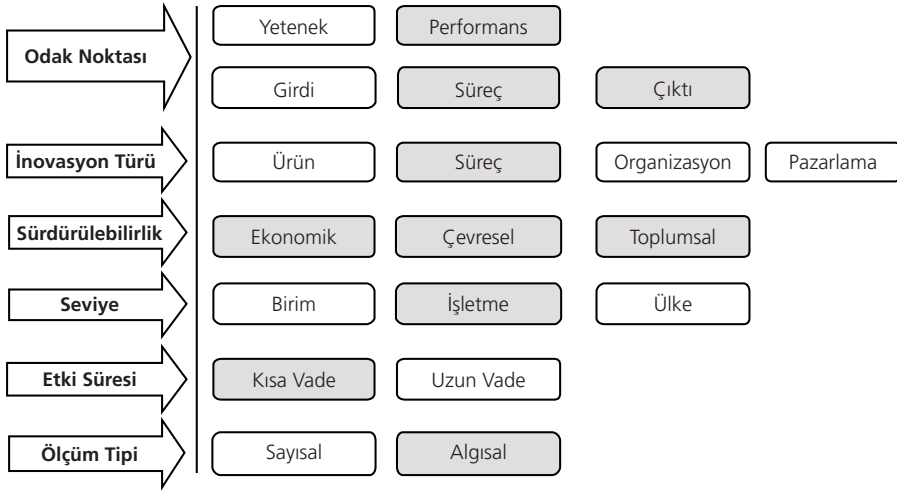 Odak Noktası
Yetenek Performans
Girdi Süreç Çıktı
İnovasyon Türü Ürün Süreç Organizasyon Pazarlama
Sürdürülebilirlik Ekonomik Çevresel Toplumsal
Seviye Birim İşletme Ülke
Etki Süresi Kısa Vade Uzun Vade
Ölçüm Tipi Sayısal Algısal